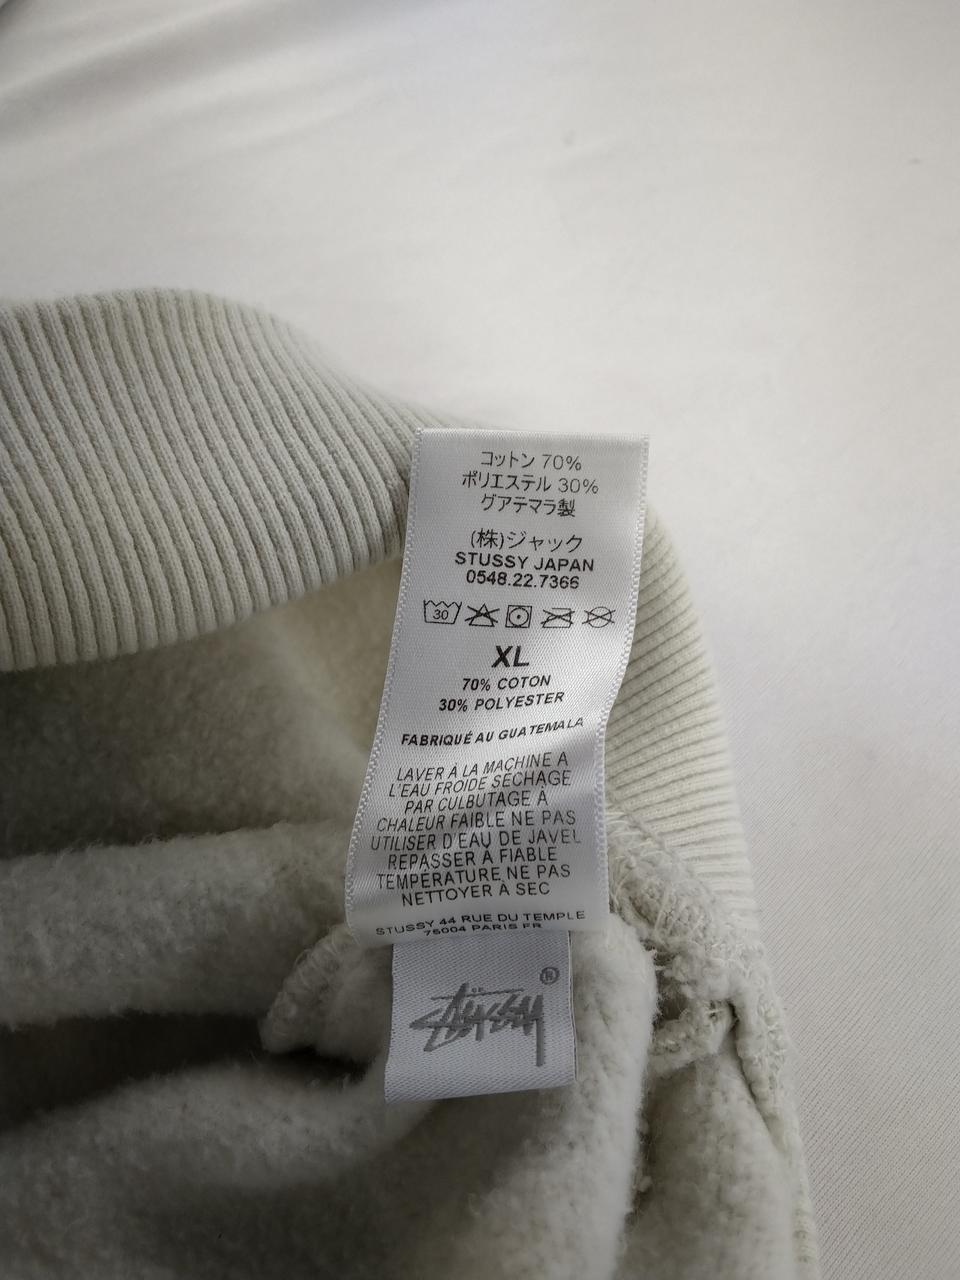 コットン 70%
ポリエステル 30%
グアテマラ製
(株)ジャック
STUSSY JAPAN
0548.22.7366
30
XL
70% COTON
30% POLYESTER
FABRIQUÉ AU GUATEMALA
LAVER À LA MACHINE A
L'EAU FROIDE SÉCHAGE
PAR CULBUTAGE À
CHALEUR FAIBLE NE PAS
UTILISER D'EAU DE JAVEL
REPASSER À FIABLE
TEMPÉRATURE NE PAS
NETTOYER À SEC
STUSSY 44 RUE DU TEMPLE
75004 PARIS FR
STÜSSY ®